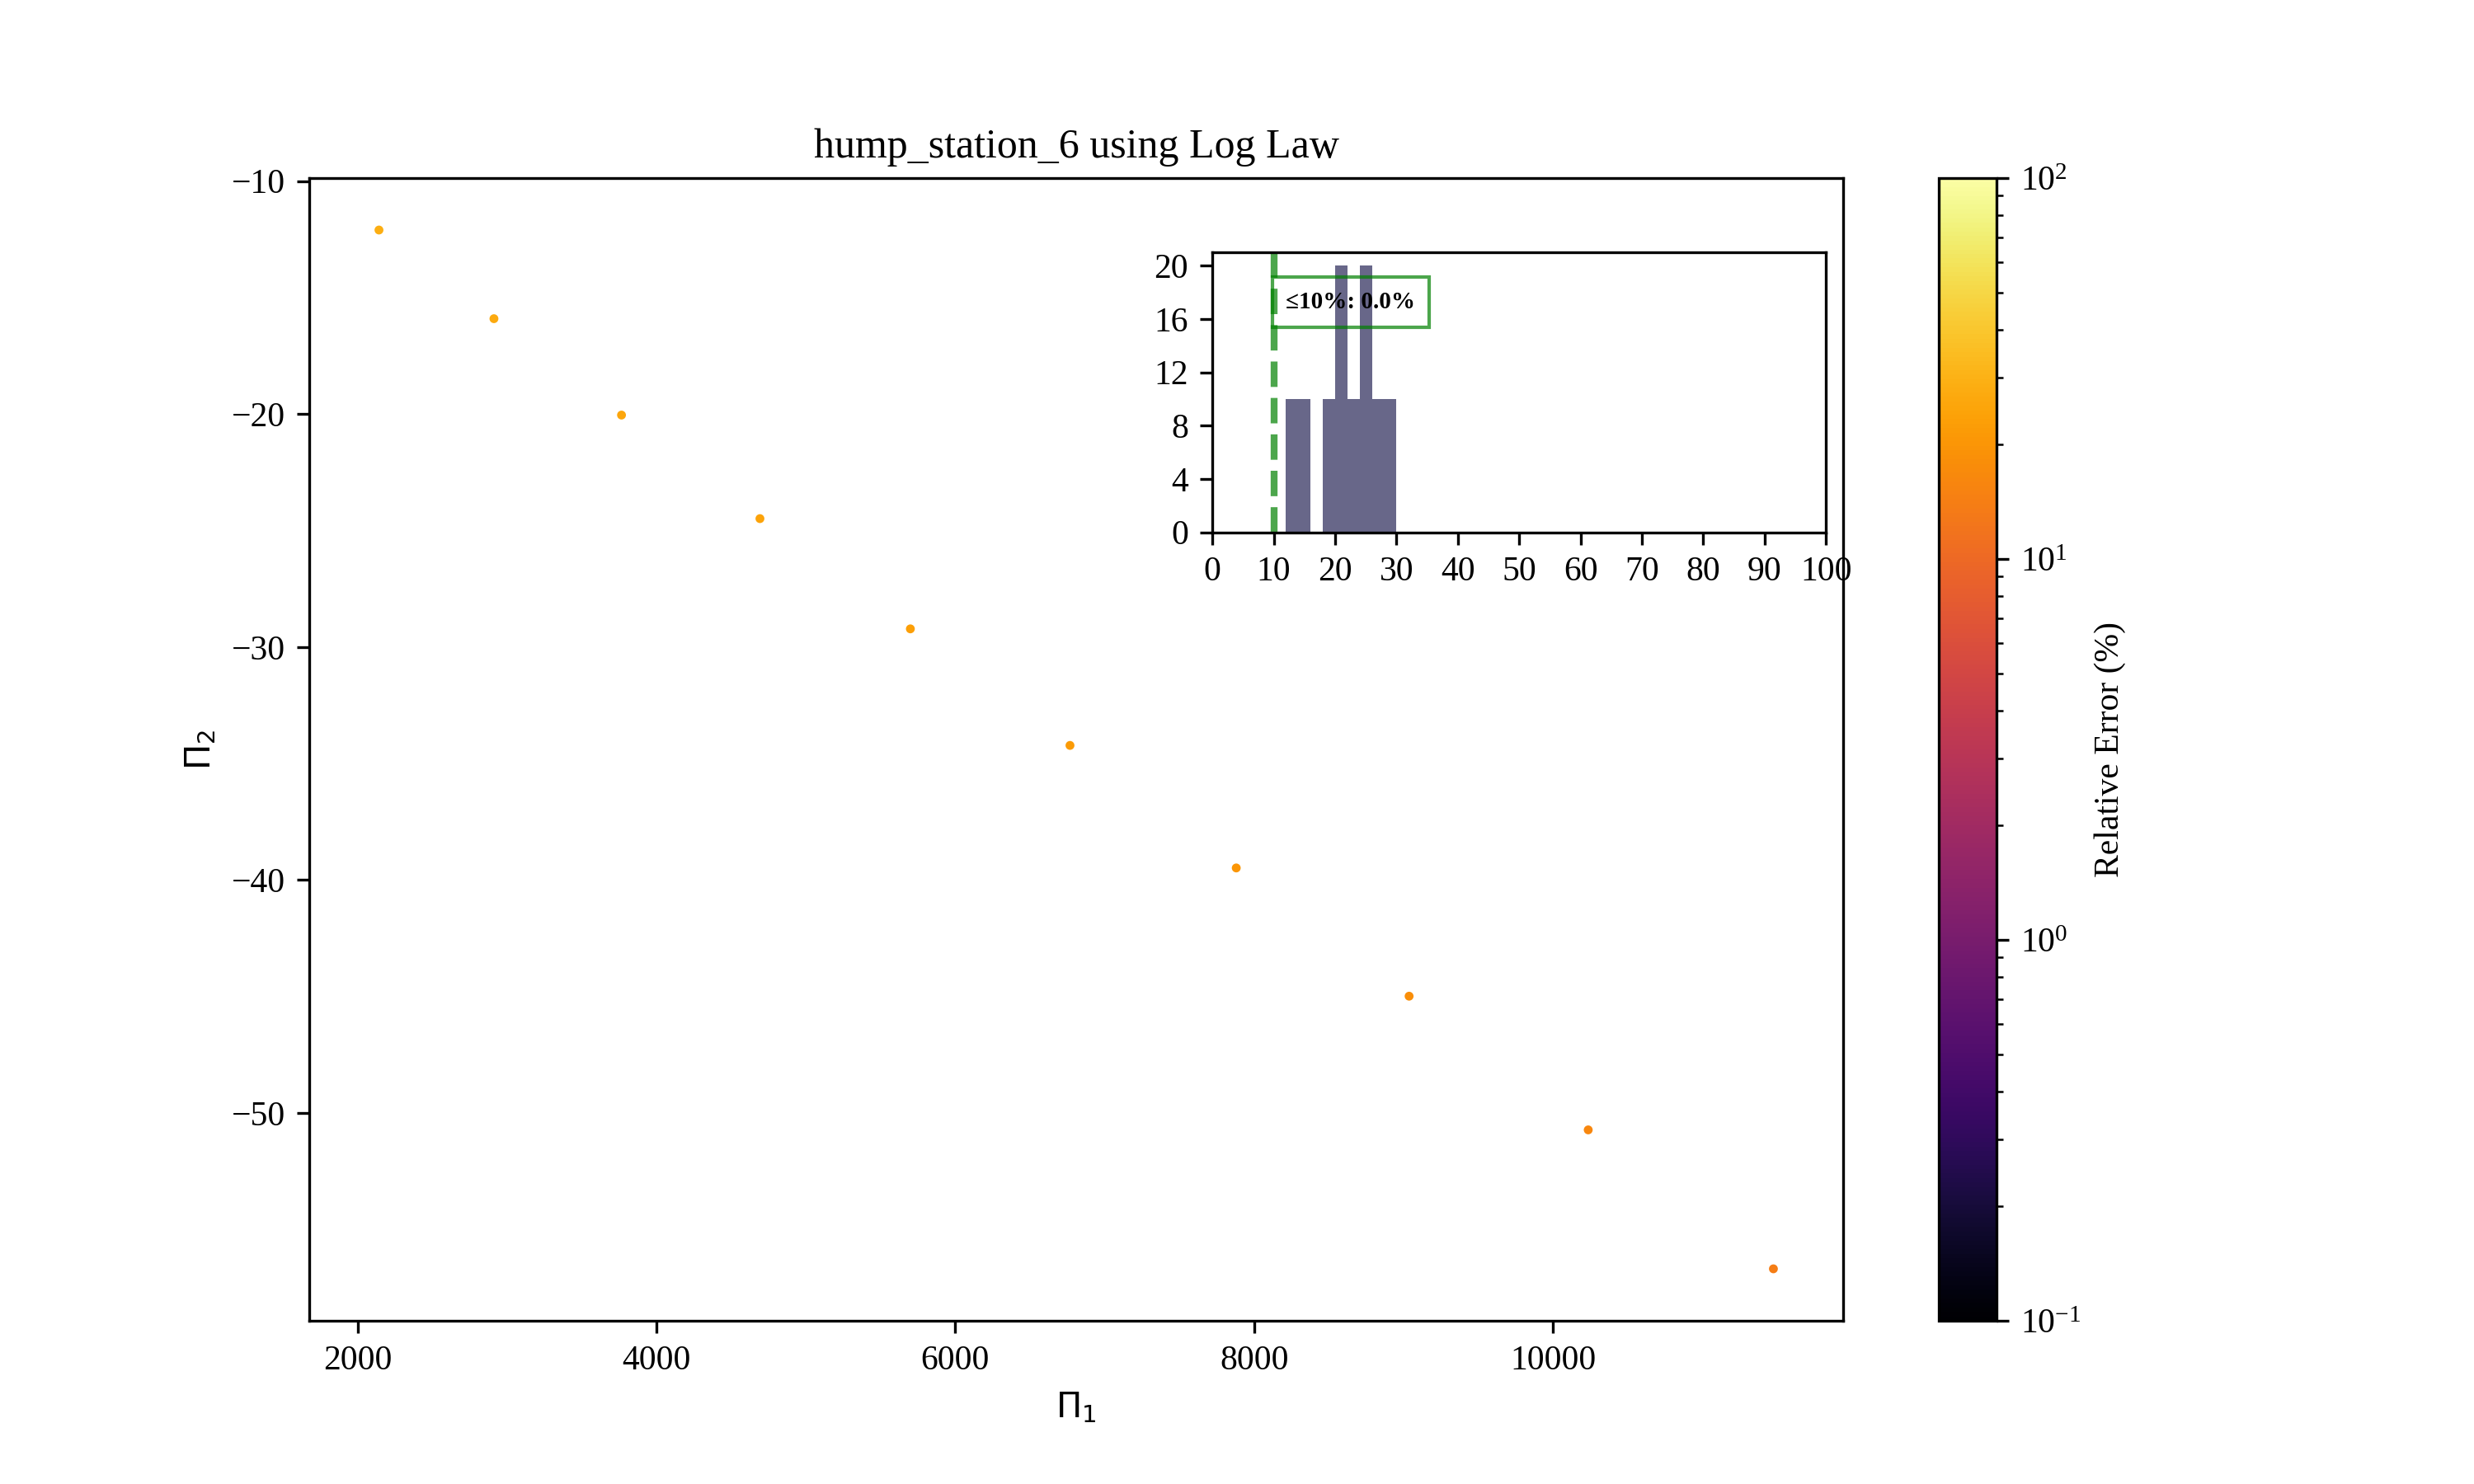 hump_station_6 using Log Law
−10
−20
−30
−40
−50
Π2
2000 4000 6000 8000 10000
Π1
20
16
12
8
4
0
≤10%: 0.0%
0 10 20 30 40 50 60 70 80 90 100
10²
10¹
10⁰
10⁻¹
Relative Error (%)